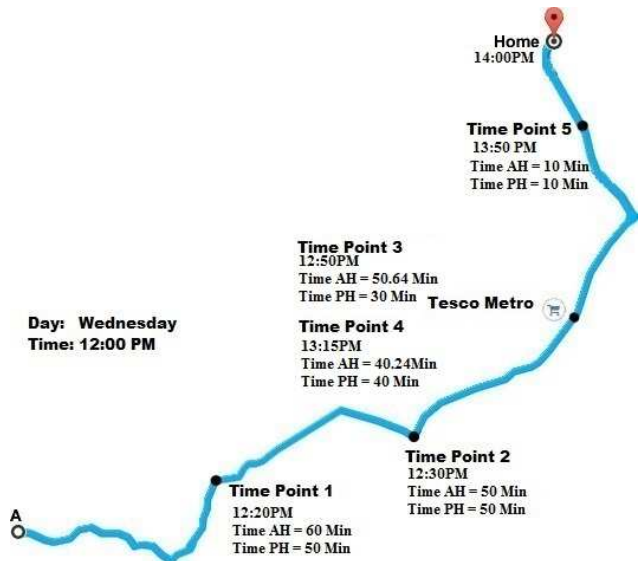 Home
14:00PM
Time Point 5
13:50 PM
Time AH = 10 Min
Time PH = 10 Min
Time Point 3
12:50PM
Time AH = 50.64 Min
Time PH = 30 Min
Tesco Metro
Day: Wednesday
Time: 12:00 PM
Time Point 4
13:15PM
Time AH = 40.24Min
Time PH = 40 Min
Time Point 2
12:30PM
Time AH = 50 Min
Time PH = 50 Min
Time Point 1
12:20PM
Time AH = 60 Min
Time PH = 50 Min
A